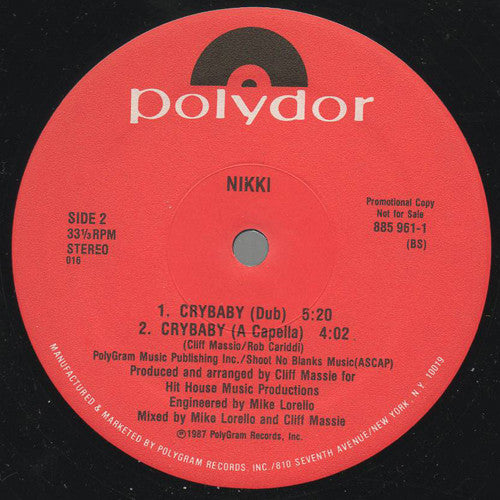 polydor
NIKKI
SIDE 2
33⅓ RPM
STEREO
016
Promotional Copy
Not for Sale
885 961-1
(BS)
1. CRYBABY (Dub) 5:20
2. CRYBABY (A Capella) 4:02
(Cliff Massio/Rob Cariddi)
PolyGram Music Publishing Inc./Shoot No Blanks Music(ASCAP)
Produced and arranged by Cliff Massie for
Hit House Music Productions
Engineered by Mike Lorello
Mixed by Mike Lorello and Cliff Massie
℗1987 PolyGram Records, Inc.
MANUFACTURED & MARKETED BY POLYGRAM RECORDS, INC./810 SEVENTH AVENUE/NEW YORK, N.Y. 10019